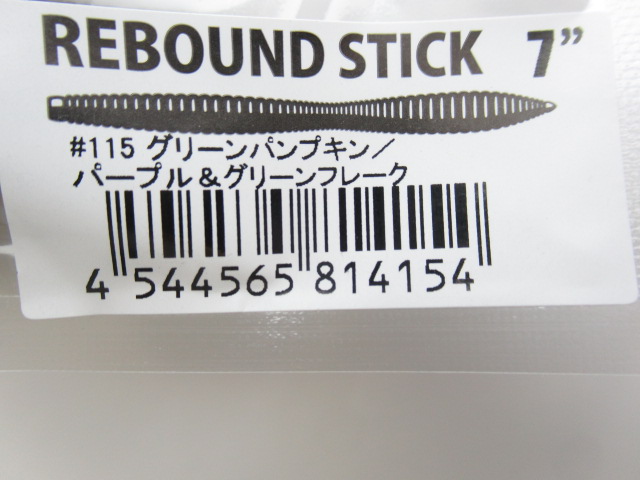 REBOUND STICK 7”
#115 グリーンパンプキン／
パープル＆グリーンフレーク
4 544565 814154